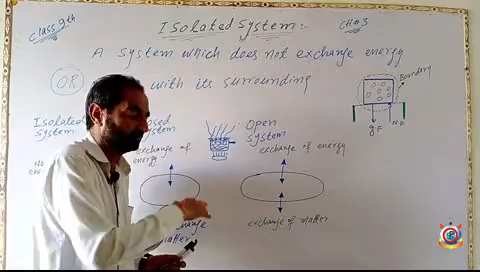 Class 9th
Isolated System:-
CH#3
A System which does not exchange energy
OR
with its surrounding
Boundary
N.F
g F
Isolated
System
System
Open
System
exchange of
energy
exchange of energy
exchange of matter